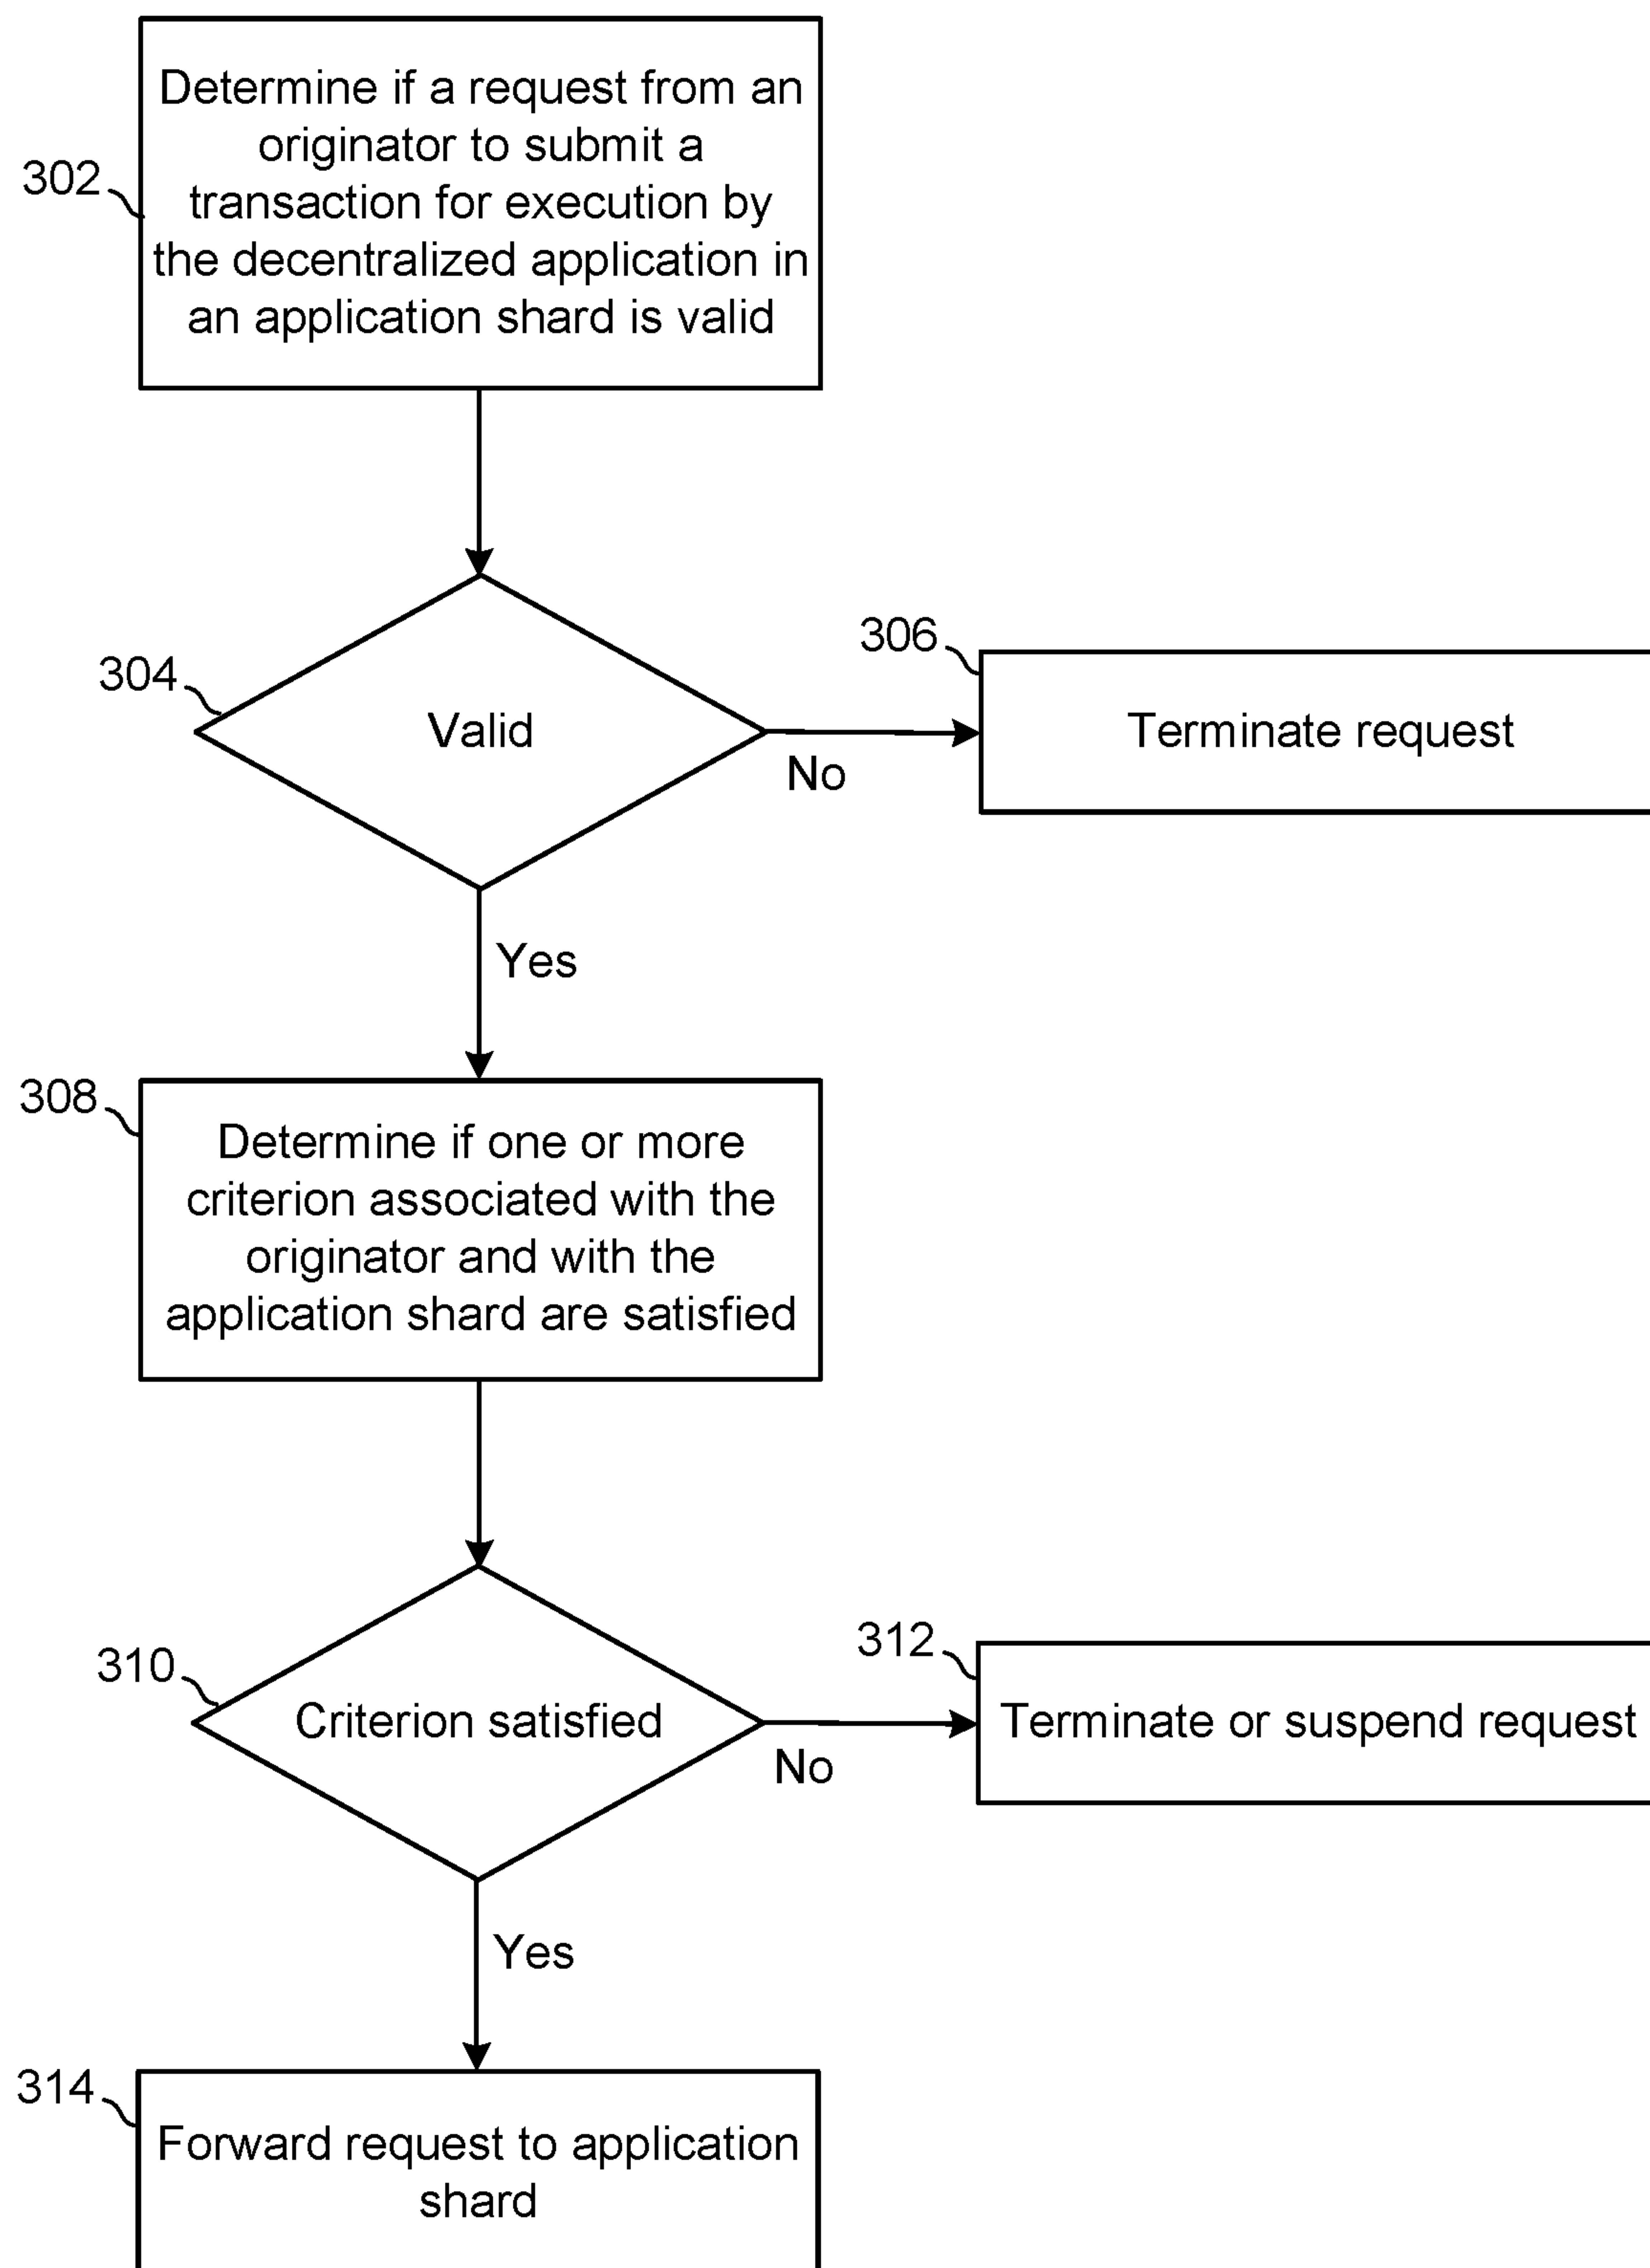 Determine if a request from an
originator to submit a
302
transaction for execution by
the decentralized application in
an application shard is valid
306
304
Valid
Terminate request
No
Yes
308
Determine if one or more
criterion associated with the
originator and with the
application shard are satisfied
312
310
Criterion satisfied
Terminate or suspend request
No
Yes
314
Forward request to application
shard